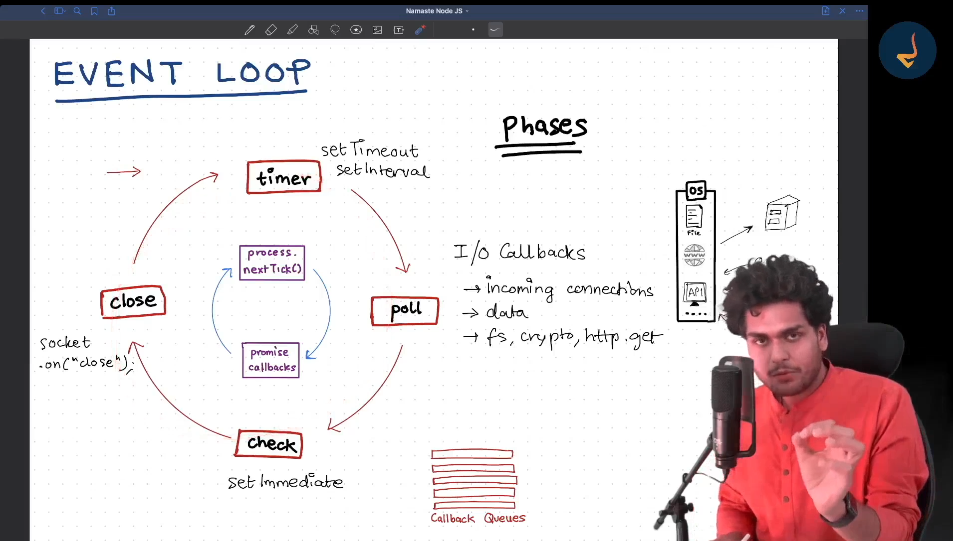 Namaste Node JS
EVENT LOOP
Phases
setTimeout
setInterval
timer
process.
nextTick()
promise
callbacks
close
socket
.on("close");
poll
I/O Callbacks
→ incoming connections
→ data
→ fs, crypto, http.get
check
setImmediate
Callback Queues
OS
File
WWW
API